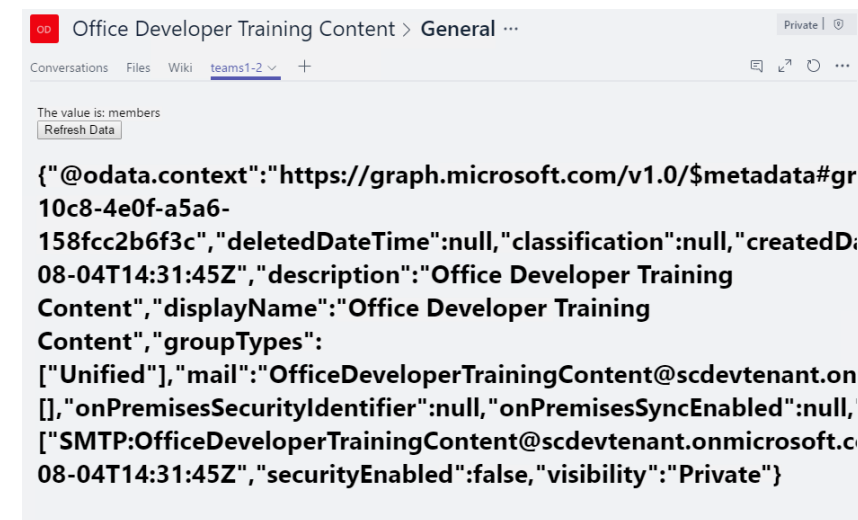 OD Office Developer Training Content > General ···
Private
Conversations Files Wiki teams1-2 +
The value is: members
Refresh Data
{"@odata.context":"https://graph.microsoft.com/v1.0/$metadata#gr
10c8-4e0f-a5a6-
158fcc2b6f3c","deletedDateTime":null,"classification":null,"createdDa
08-04T14:31:45Z","description":"Office Developer Training
Content","displayName":"Office Developer Training
Content","groupTypes":
["Unified"],"mail":"OfficeDeveloperTrainingContent@scdevtenant.on
[],"onPremisesSecurityIdentifier":null,"onPremisesSyncEnabled":null,"
["SMTP:OfficeDeveloperTrainingContent@scdevtenant.onmicrosoft.co
08-04T14:31:45Z","securityEnabled":false,"visibility":"Private"}